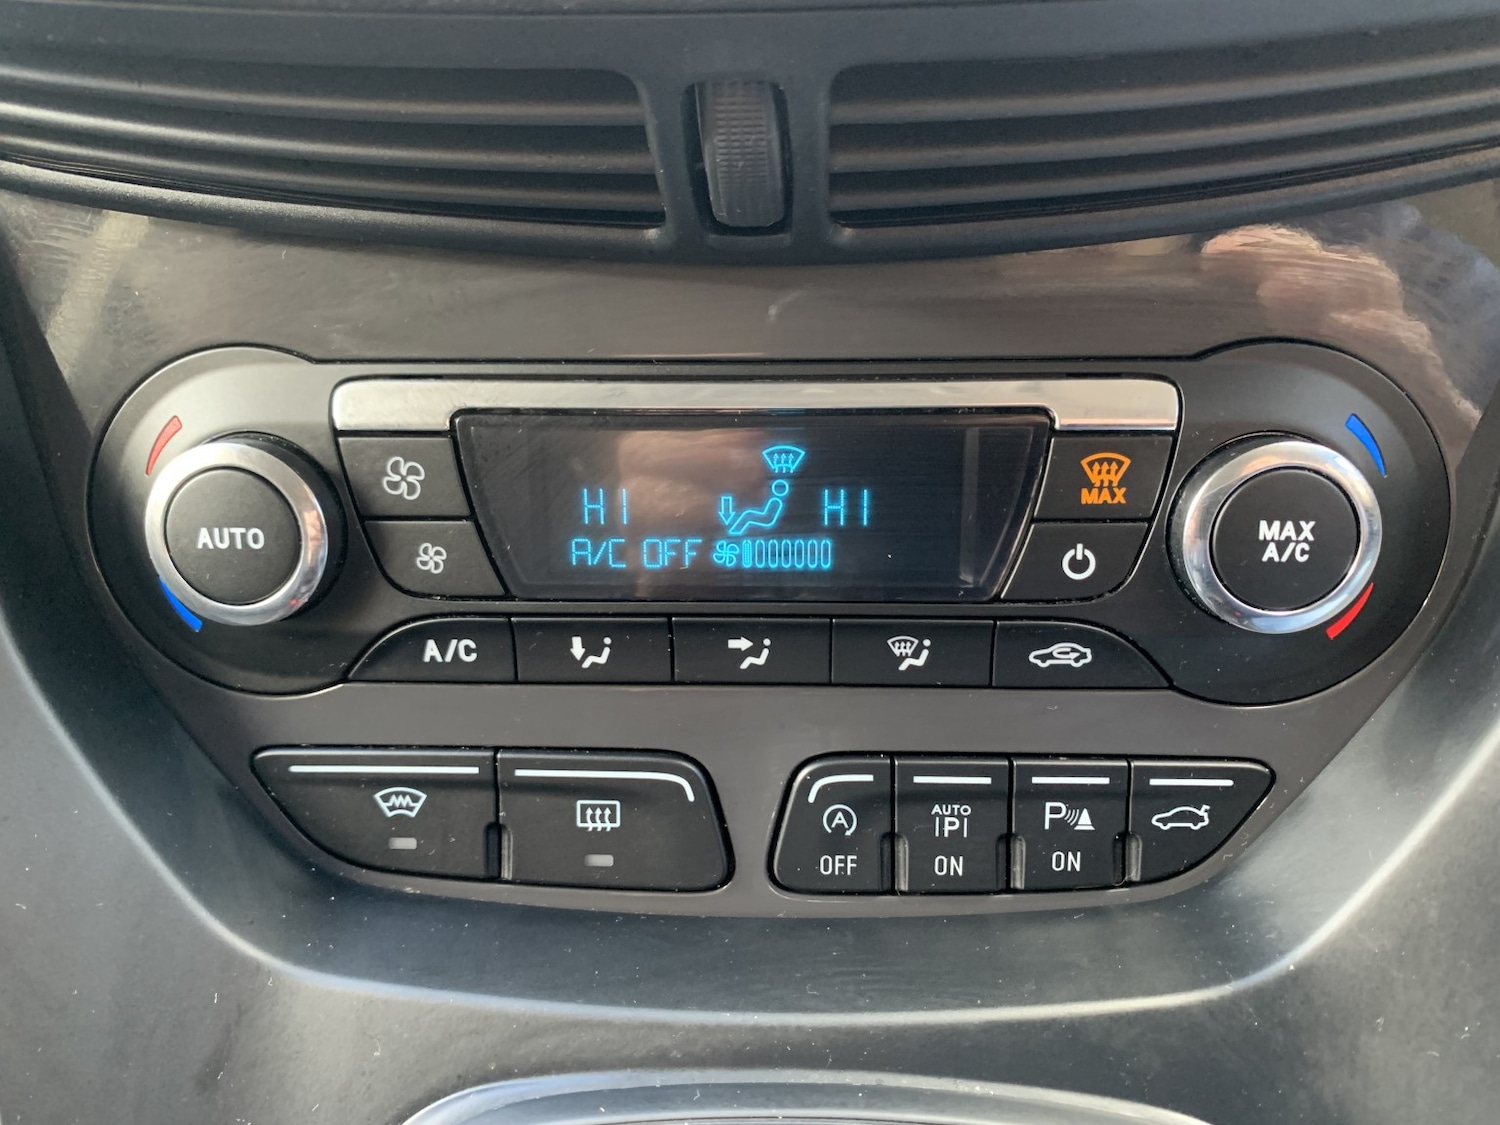 HI HI
A/C OFF
MAX
AUTO
MAX
A/C
A/C
A
OFF
AUTO
P
ON
P
ON